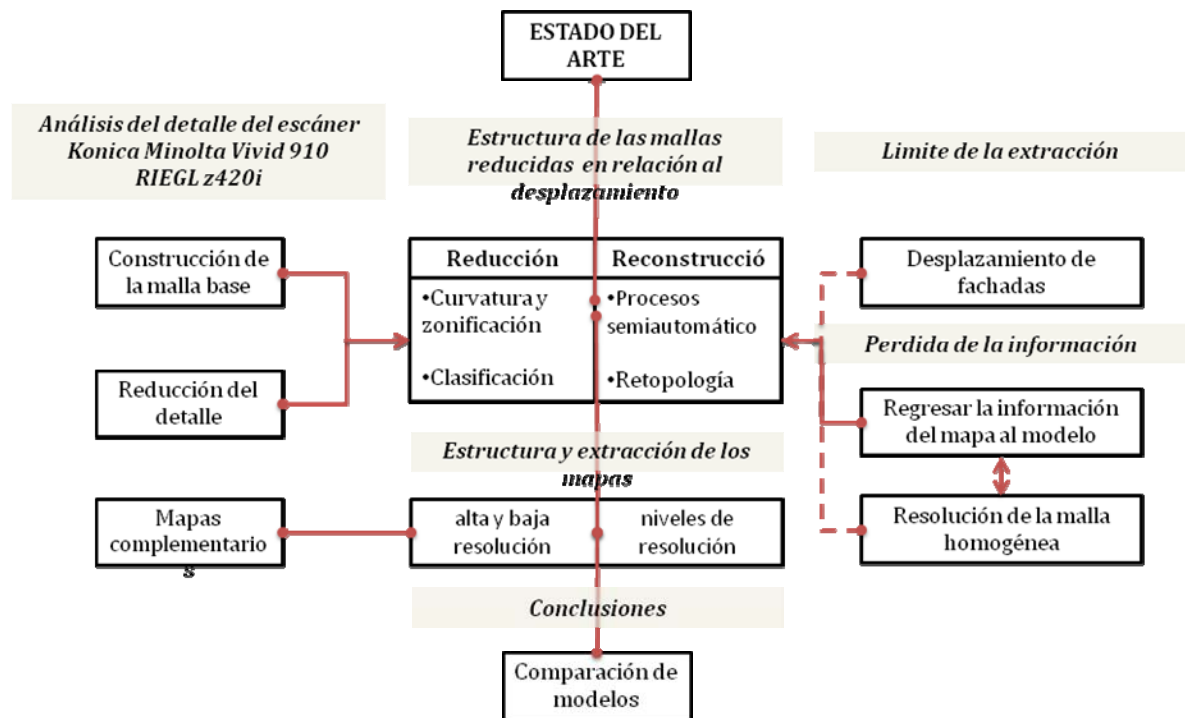 ESTADO DEL
ARTE
Análisis del detalle del escáner
Konica Minolta Vivid 910
RIEGL z420i
Estructura de las mallas
reducidas en relación al
desplazamiento
Limite de la extracción
Construcción de
la malla base
Reducción del
detalle
Reducción
•Curvatura y
zonificación
•Clasificación
Reconstrucció
•Procesos
semiautomático
•Retopología
Desplazamiento de
fachadas
Perdida de la información
Regresar la información
del mapa al modelo
Resolución de la malla
homogénea
Estructura y extracción de los
mapas
Mapas
complementario
s
alta y baja
resolución
niveles de
resolución
Conclusiones
Comparación de
modelos